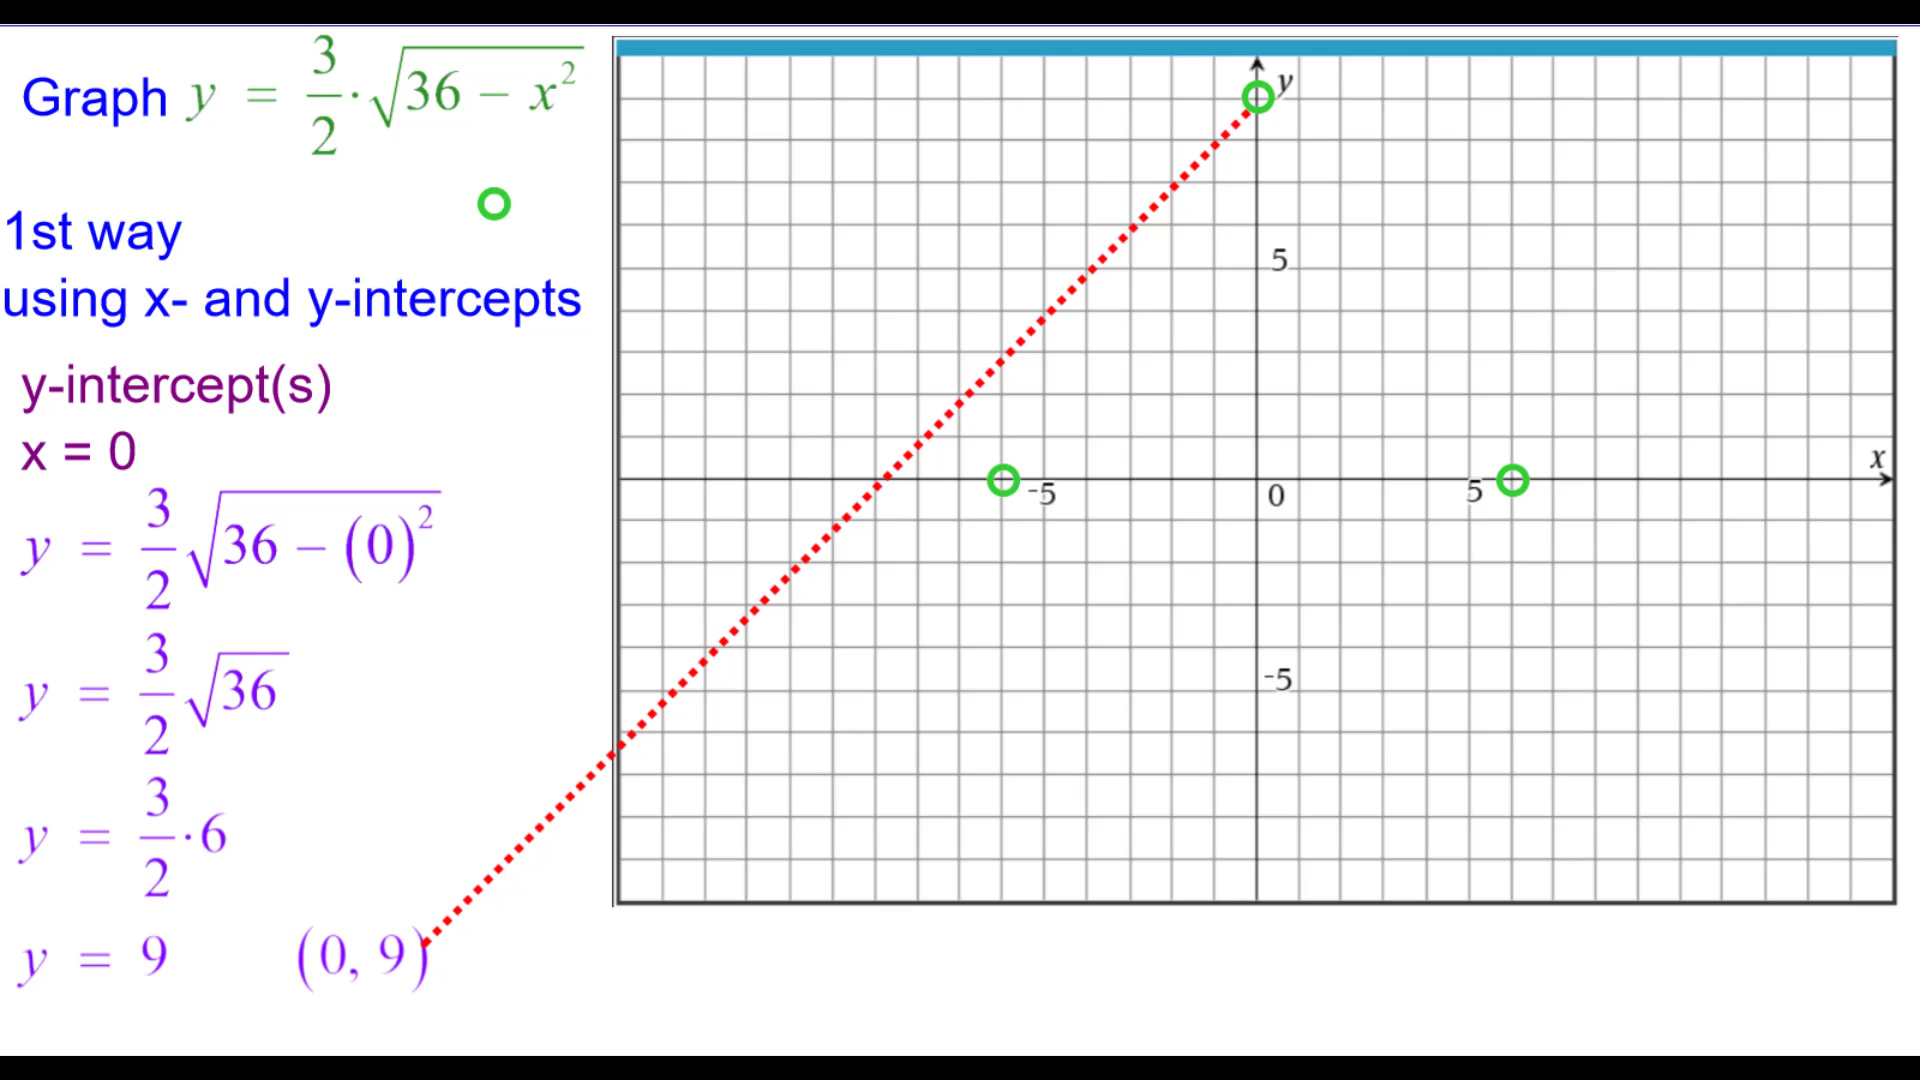 Graph y = 3/2 · √(36 − x²)
1st way
using x- and y-intercepts
y-intercept(s)
x = 0
y = 3/2 √(36 − (0)²)
y = 3/2 √36
y = 3/2 · 6
y = 9 (0, 9)
y
5
x
-5 0 5
-5